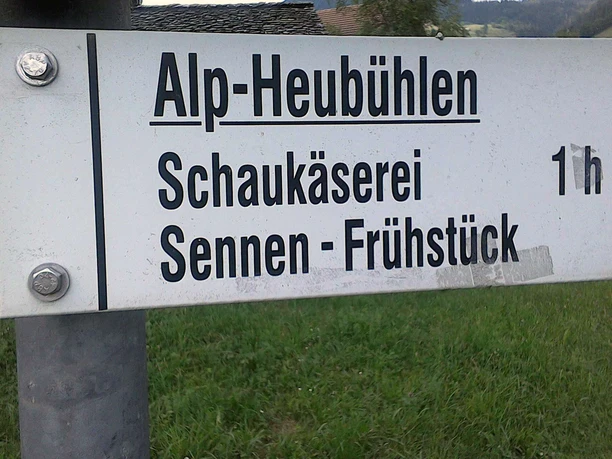 Alp-Heubühlen
Schaukäserei 1 h
Sennen - Frühstück